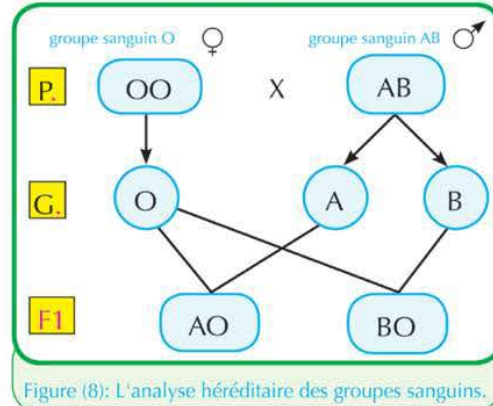 groupe sanguin O ♀ groupe sanguin AB ♂
P. OO X AB
G. O A B
F1 AO BO
Figure (8): L'analyse héréditaire des groupes sanguins.